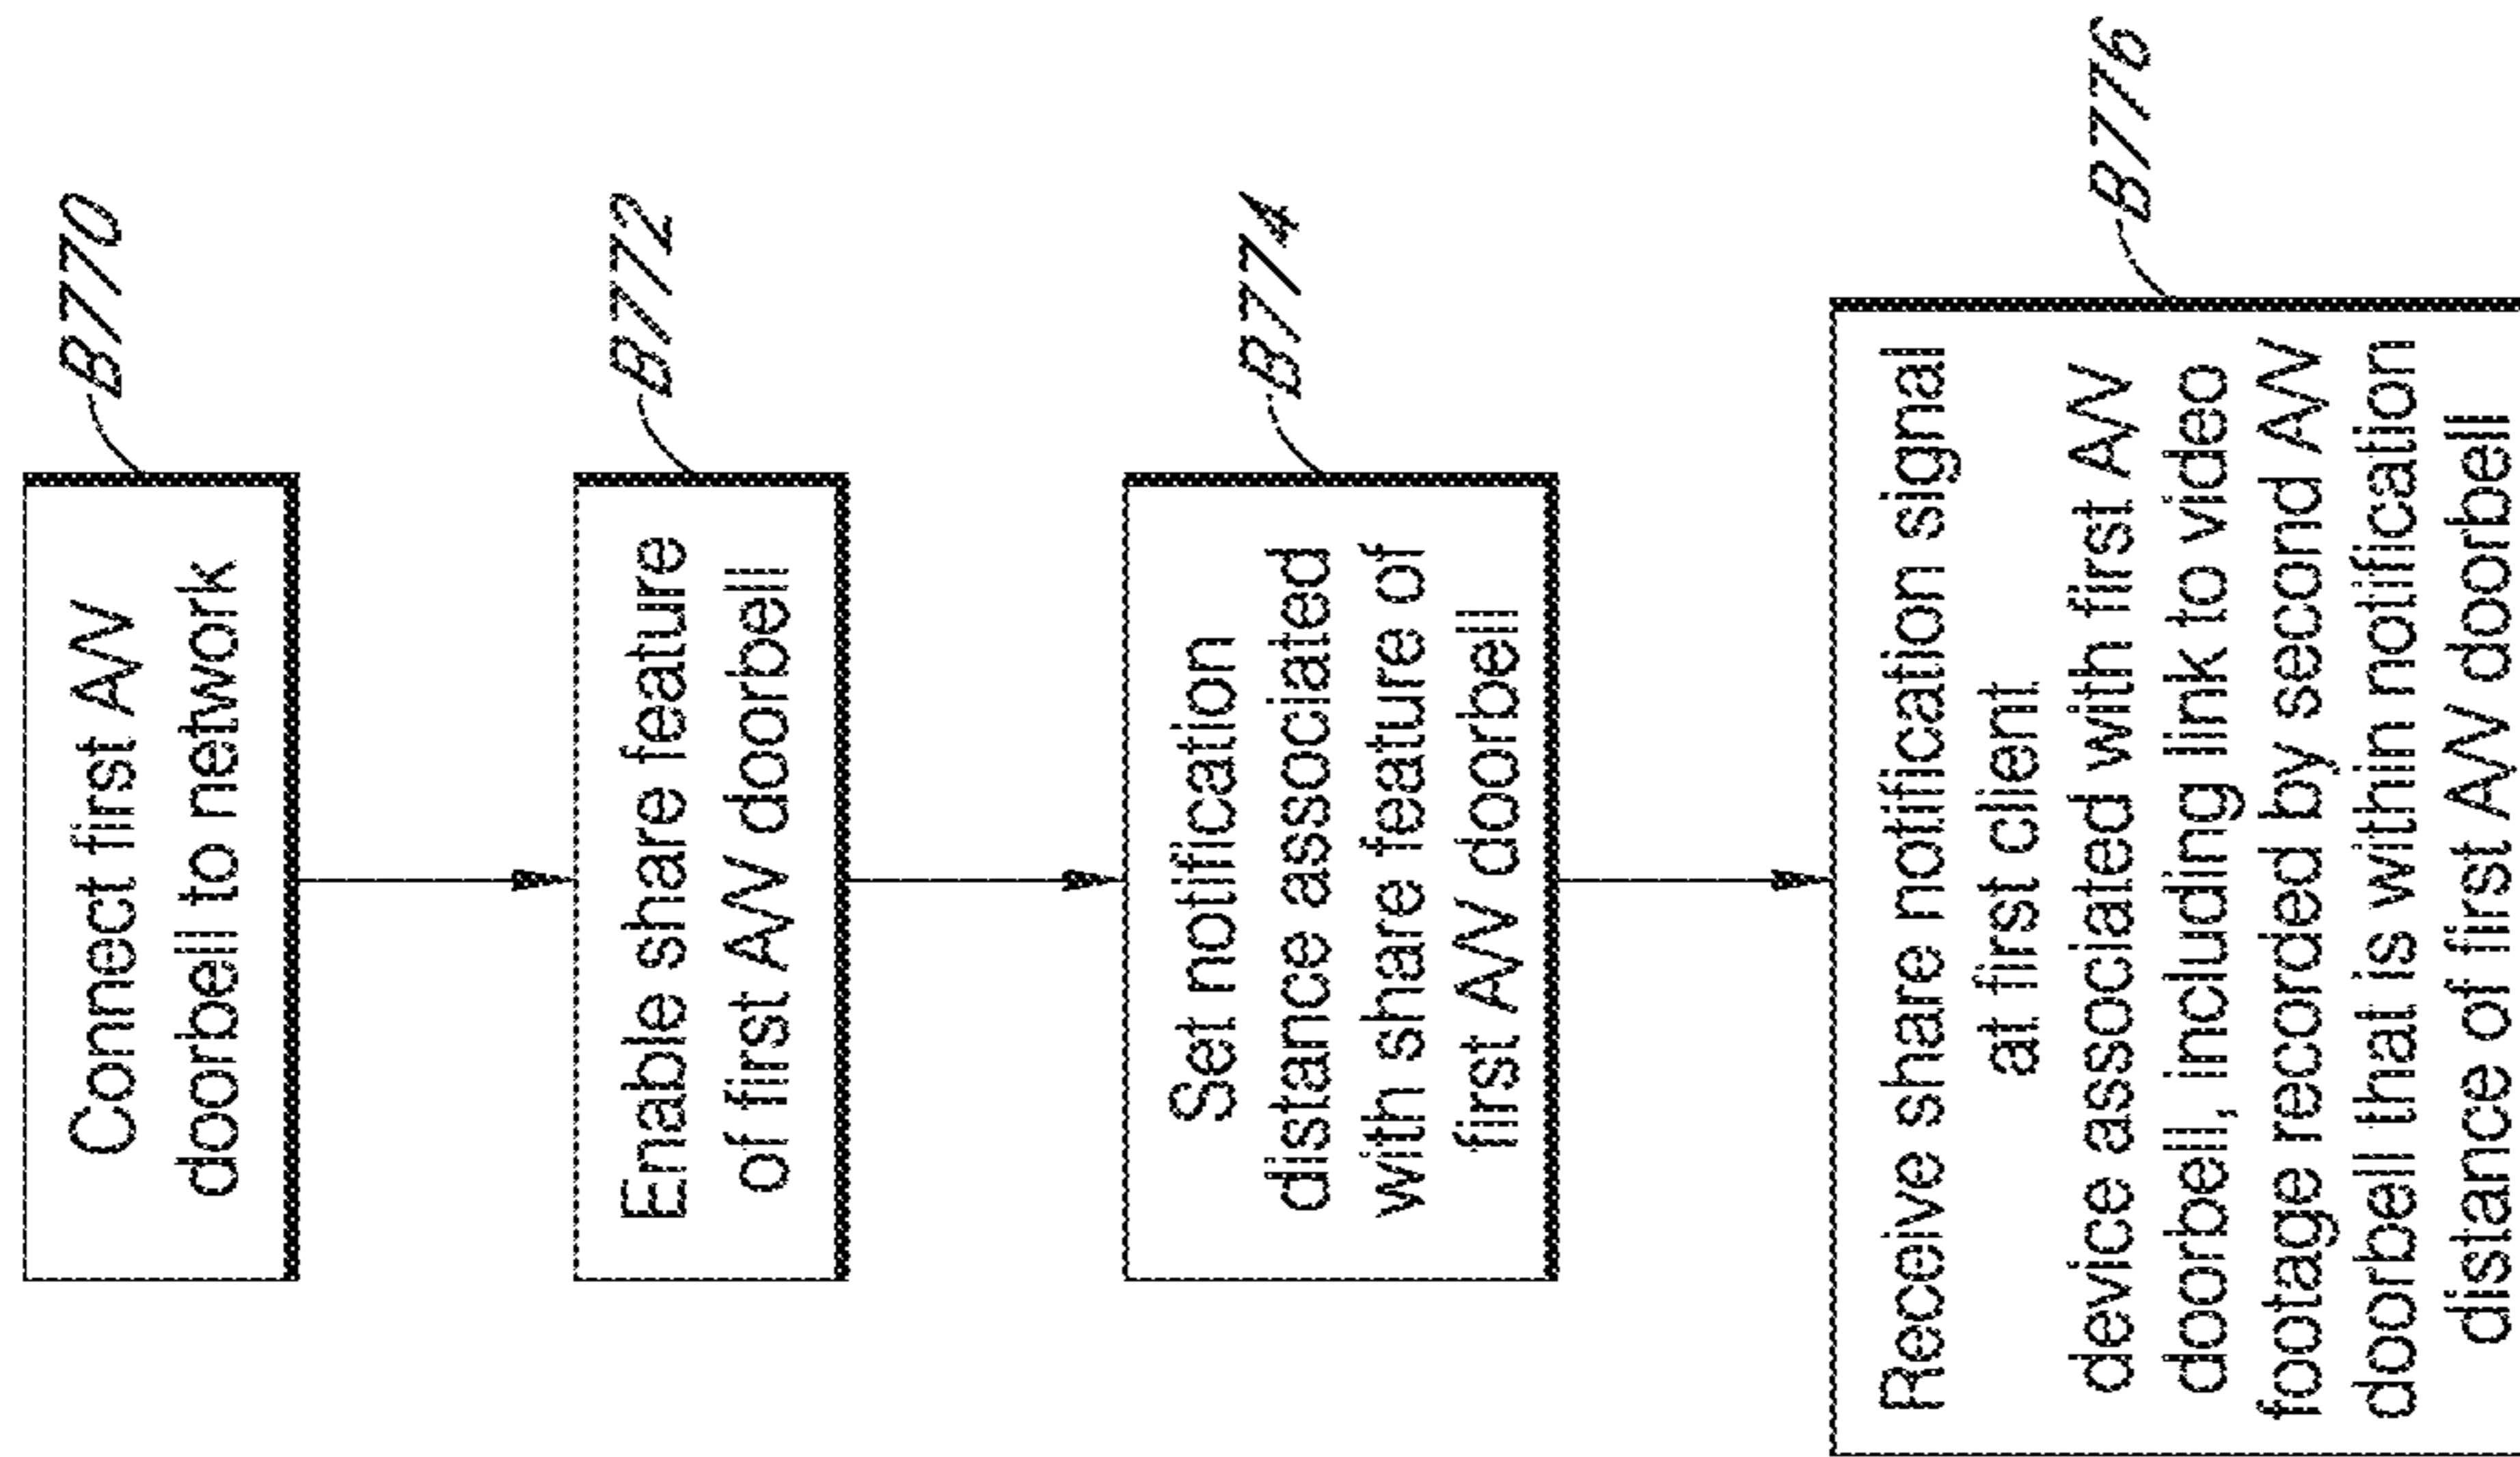 B770
Connect first A/V
doorbell to network
B772
Enable share feature
of first A/V doorbell
B774
Set notification
distance associated
with share feature of
first A/V doorbell
B776
Receive share notification signal
at first client
device associated with first A/V
doorbell, including link to video
footage recorded by second A/V
doorbell that is within notification
distance of first A/V doorbell